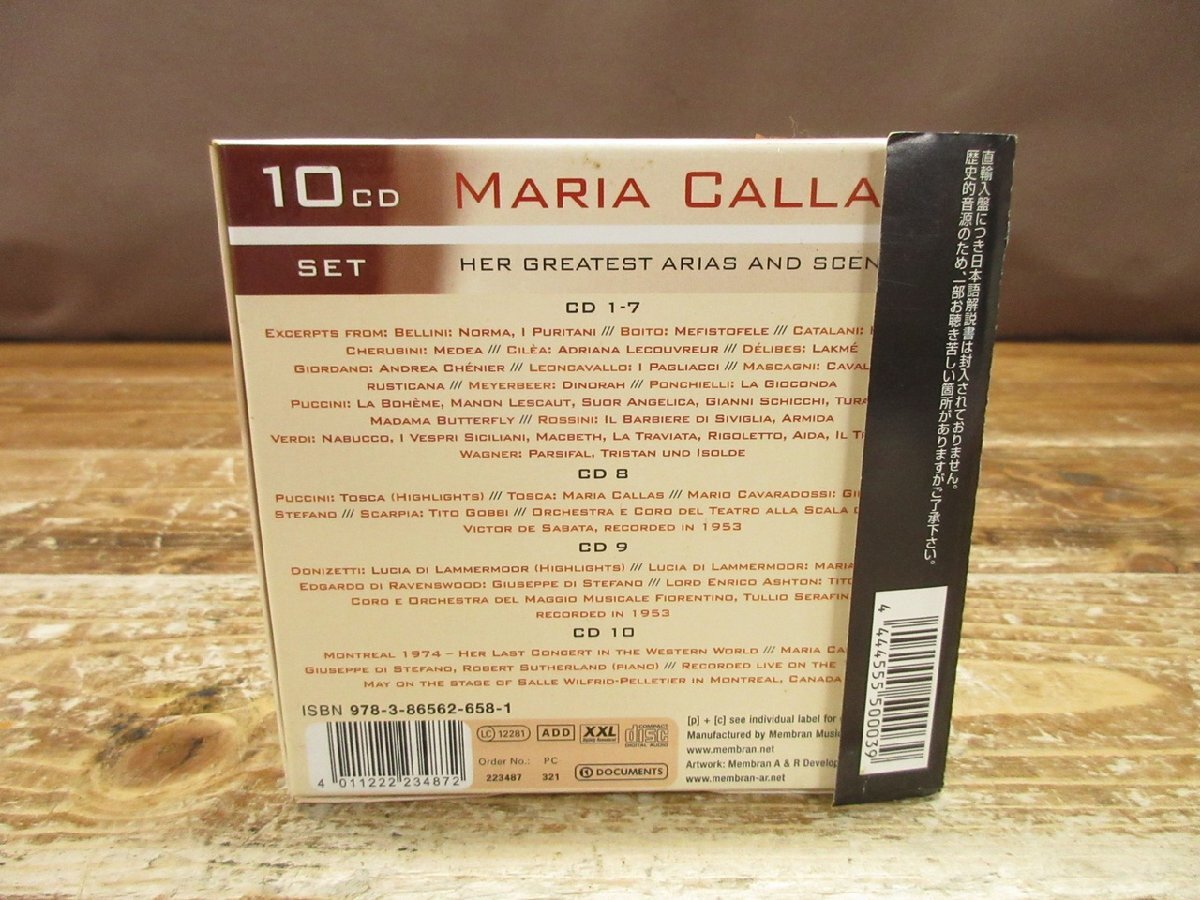 10 CD MARIA CALLA
SET HER GREATEST ARIAS AND SCEN
CD 1-7
EXCERPTS FROM: BELLINI: NORMA, I PURITANI /// BOITO: MEFISTOFELE /// CATALANI:
CHERUBINI: MEDEA /// CILÈA: ADRIANA LECOUVREUR /// DÉLIBES: LAKMÉ
GIORDANO: ANDREA CHÉNIER /// LEONCAVALLO: I PAGLIACCI /// MASCAGNI: CAVAL
RUSTICANA /// MEYERBEER: DINORAH /// PONCHIELLI: LA GIOCONDA
PUCCINI: LA BOHÈME, MANON LESCAUT, SUOR ANGELICA, GIANNI SCHICCHI, TURA
MADAMA BUTTERFLY /// ROSSINI: IL BARBIERE DI SIVIGLIA, ARMIDA
VERDI: NABUCCO, I VESPRI SICILIANI, MACBETH, LA TRAVIATA, RIGOLETTO, AIDA, IL T
WAGNER: PARSIFAL, TRISTAN UND ISOLDE
CD 8
PUCCINI: TOSCA (HIGHLIGHTS) /// TOSCA: MARIA CALLAS /// MARIO CAVARADOSSI: GI
STEFANO /// SCARPIA: TITO GOBBI /// ORCHESTRA E CORO DEL TEATRO ALLA SCALA
VICTOR DE SABATA, RECORDED IN 1953
CD 9
DONIZETTI: LUCIA DI LAMMERMOOR (HIGHLIGHTS) /// LUCIA DI LAMMERMOOR: MARIA
EDGARDO DI RAVENSWOOD: GIUSEPPE DI STEFANO /// LORD ENRICO ASHTON: TITO
CORO E ORCHESTRA DEL MAGGIO MUSICALE FIORENTINO, TULLIO SERAFIN,
RECORDED IN 1953
CD 10
MONTREAL 1974 – HER LAST CONCERT IN THE WESTERN WORLD /// MARIA CA
GIUSEPPE DI STEFANO, ROBERT SUTHERLAND (PIANO) /// RECORDED LIVE ON THE
MAY ON THE STAGE OF SALLE WILFRID-PELLETIER IN MONTREAL, CANADA
ISBN 978-3-86562-658-1
4 011222 234872
LC 12281 ADD XXL COMPACT disc DIGITAL AUDIO
Order No.: PC
223487 321 DOCUMENTS
[p] + [c] see individual label for
Manufactured by Membran Music
www.membran.net
Artwork: Membran A & R Develop
www.membran-ar.net
直輸入盤につき日本語解説書は封入されておりません。
歴史的音源のため、一部お聴き苦しい箇所がありますがご了承下さい。
4 445555 500039